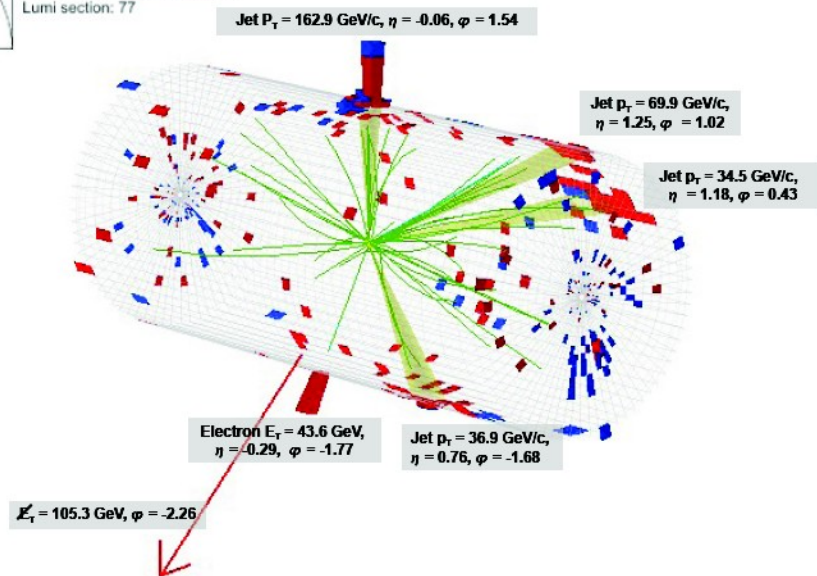 Lumi section: 77
Jet P_T = 162.9 GeV/c, η = -0.06, φ = 1.54
Jet p_T = 69.9 GeV/c,
η = 1.25, φ = 1.02
Jet p_T = 34.5 GeV/c,
η = 1.18, φ = 0.43
Electron E_T = 43.6 GeV,
η = -0.29, φ = -1.77
Jet p_T = 36.9 GeV/c,
η = 0.76, φ = -1.68
E̸_T = 105.3 GeV, φ = -2.26